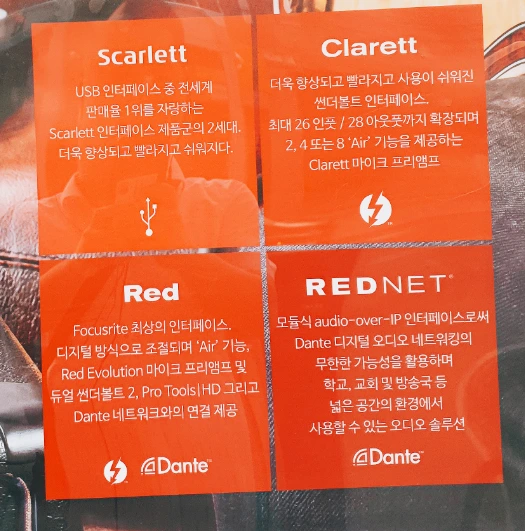 Scarlett
USB 인터페이스 중 전세계
판매율 1위를 자랑하는
Scarlett 인터페이스 제품군의 2세대.
더욱 향상되고 빨라지고 쉬워지다.
Clarett
더욱 향상되고 빨라지고 사용이 쉬워진
썬더볼트 인터페이스.
최대 26 인풋 / 28 아웃풋까지 확장되며
2, 4 또는 8 ‘Air’ 기능을 제공하는
Clarett 마이크 프리앰프
Red
Focusrite 최상의 인터페이스.
디지털 방식으로 조절되며 ‘Air’ 기능,
Red Evolution 마이크 프리앰프 및
듀얼 썬더볼트 2, Pro Tools|HD 그리고
Dante 네트워크와의 연결 제공
Dante™
REDNET®
모듈식 audio-over-IP 인터페이스로써
Dante 디지털 오디오 네트워킹의
무한한 가능성을 활용하며
학교, 교회 및 방송국 등
넓은 공간의 환경에서
사용할 수 있는 오디오 솔루션
Dante™